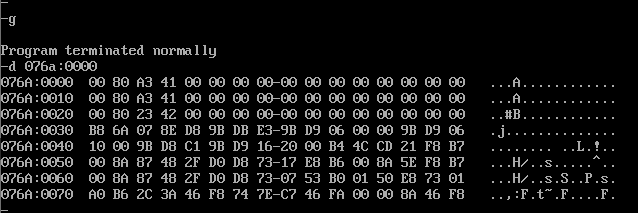 -
-g

Program terminated normally
-d 076a:0000
076A:0000  00 80 A3 41 00 00 00 00-00 00 00 00 00 00 00 00   ...A............
076A:0010  00 80 A3 41 00 00 00 00-00 00 00 00 00 00 00 00   ...A............
076A:0020  00 80 23 42 00 00 00 00-00 00 00 00 00 00 00 00   ..#B............
076A:0030  B8 6A 07 8E D8 9B DB E3-9B D9 06 00 00 9B D9 06   .j..............
076A:0040  10 00 9B D8 C1 9B D9 16-20 00 B4 4C CD 21 F8 B7   ........ ..L.!..
076A:0050  00 8A 87 48 2F D0 D8 73-17 E8 B6 00 8A 5E F8 B7   ...H/..s.....^..
076A:0060  00 8A 87 48 2F D0 D8 73-07 53 B0 01 50 E8 73 01   ...H/..s.S..P.s.
076A:0070  A0 B6 2C 3A 46 F8 74 7E-C7 46 FA 00 00 8A 46 F8   ..,:F.t~.F....F.
-